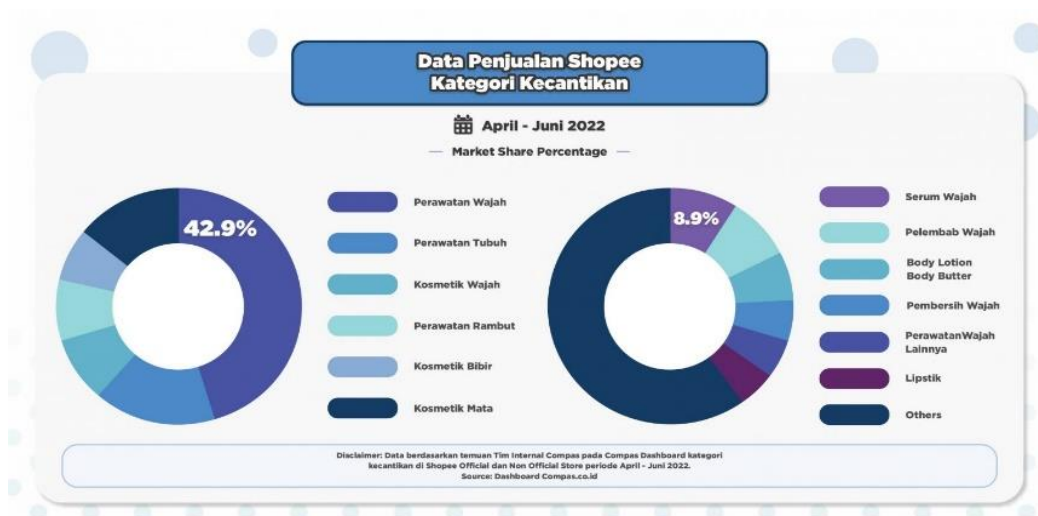 Data Penjualan Shopee
Kategori Kecantikan
April - Juni 2022
Market Share Percentage
42.9%
Perawatan Wajah
Perawatan Tubuh
Kosmetik Wajah
Perawatan Rambut
Kosmetik Bibir
Kosmetik Mata
8.9%
Serum Wajah
Pelembab Wajah
Body Lotion
Body Butter
Pembersih Wajah
PerawatanWajah
Lainnya
Lipstik
Others
Disclaimer: Data berdasarkan temuan Tim Internal Compas pada Compas Dashboard kategori
kecantikan di Shopee Official dan Non Official Store periode April - Juni 2022.
Source: Dashboard Compas.co.id